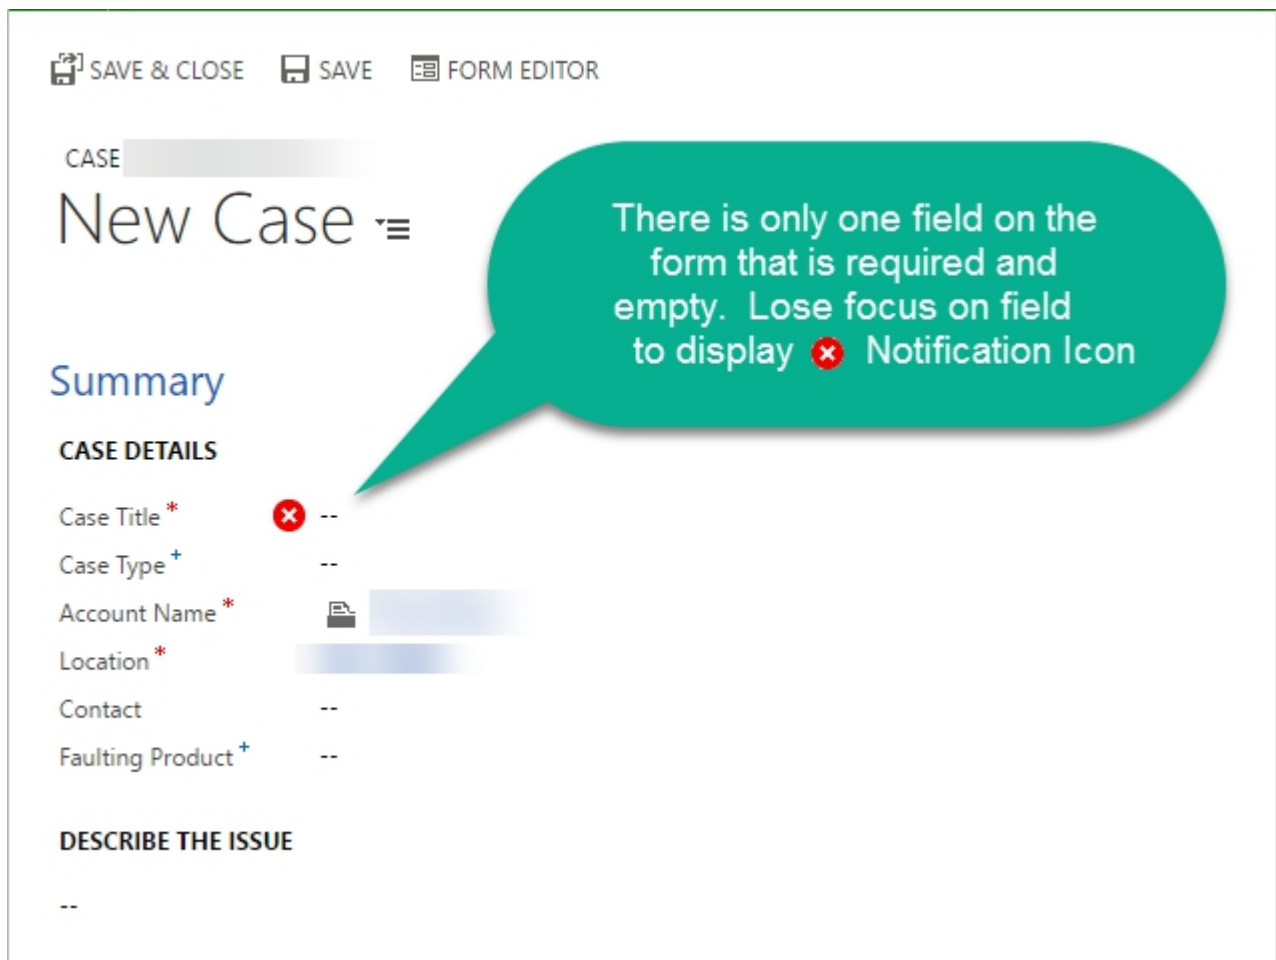 SAVE & CLOSE SAVE FORM EDITOR
CASE
New Case
There is only one field on the
form that is required and
empty. Lose focus on field
to display Notification Icon
Summary
CASE DETAILS
Case Title * --
Case Type + --
Account Name *
Location *
Contact --
Faulting Product + --
DESCRIBE THE ISSUE
--